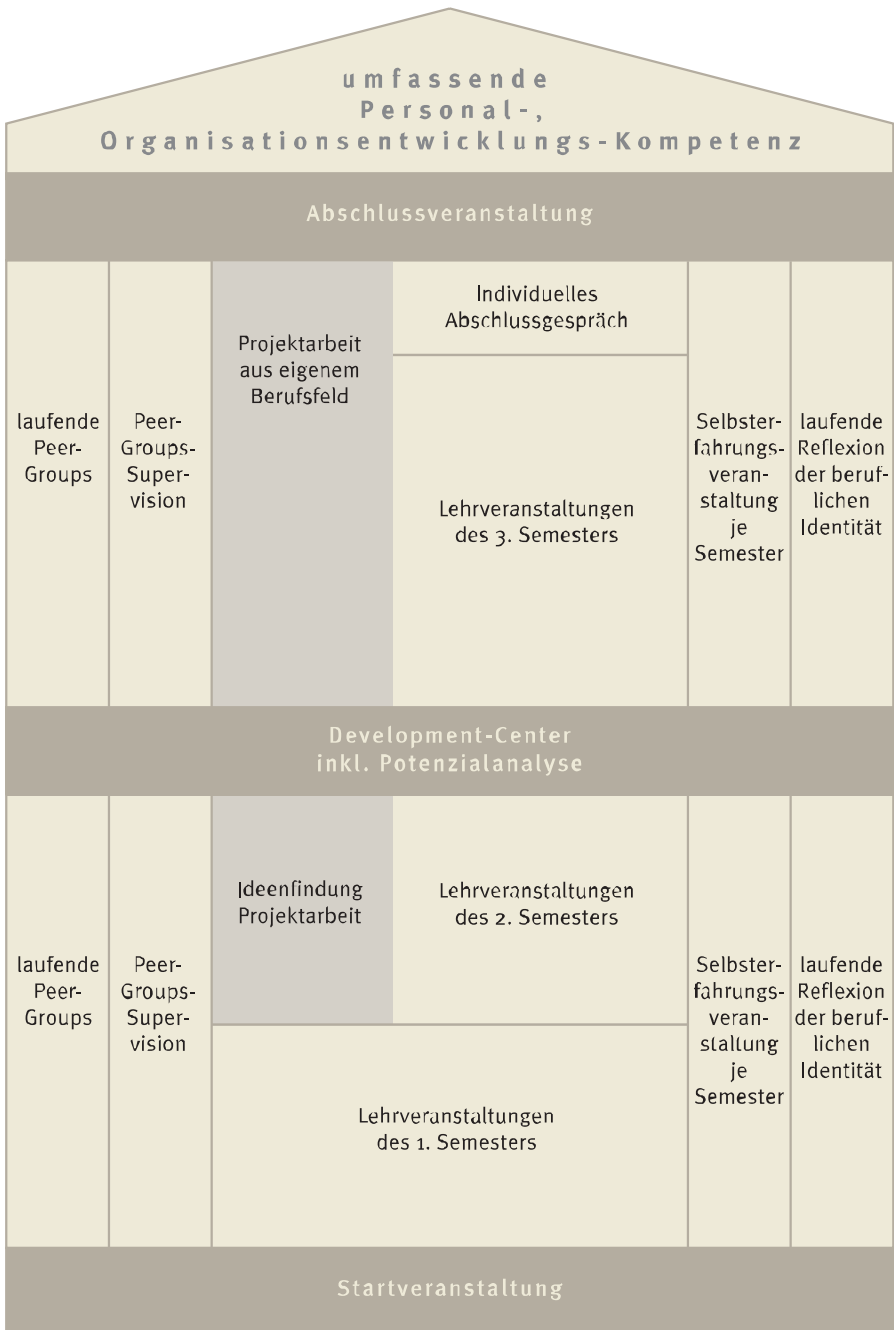 umfassende
Personal-,
Organisationsentwicklungs-Kompetenz
Abschlussveranstaltung
laufende
Peer-
Groups
Peer-
Groups-
Super-
vision
Projektarbeit
aus eigenem
Berufsfeld
Individuelles
Abschlussgespräch
Lehrveranstaltungen
des 3. Semesters
Selbster-
fahrungs-
veran-
staltung
je
Semester
laufende
Reflexion
der beruf-
lichen
Identität
Development-Center
inkl. Potenzialanalyse
laufende
Peer-
Groups
Peer-
Groups-
Super-
vision
Ideenfindung
Projektarbeit
Lehrveranstaltungen
des 2. Semesters
Lehrveranstaltungen
des 1. Semesters
Selbster-
fahrungs-
veran-
staltung
je
Semester
laufende
Reflexion
der beruf-
lichen
Identität
Startveranstaltung